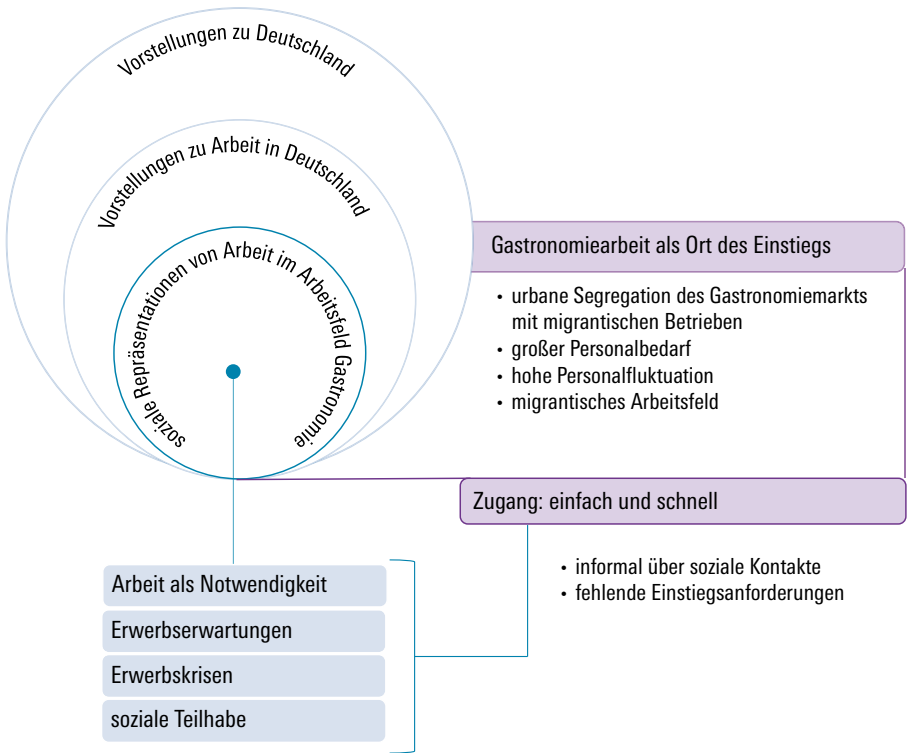 Vorstellungen zu Deutschland
Vorstellungen zu Arbeit in Deutschland
soziale Repräsentationen von Arbeit im Arbeitsfeld Gastronomie
Gastronomiearbeit als Ort des Einstiegs
• urbane Segregation des Gastronomiemarkts
mit migrantischen Betrieben
• großer Personalbedarf
• hohe Personalfluktuation
• migrantisches Arbeitsfeld
Zugang: einfach und schnell
• informal über soziale Kontakte
• fehlende Einstiegsanforderungen
Arbeit als Notwendigkeit
Erwerbserwartungen
Erwerbskrisen
soziale Teilhabe